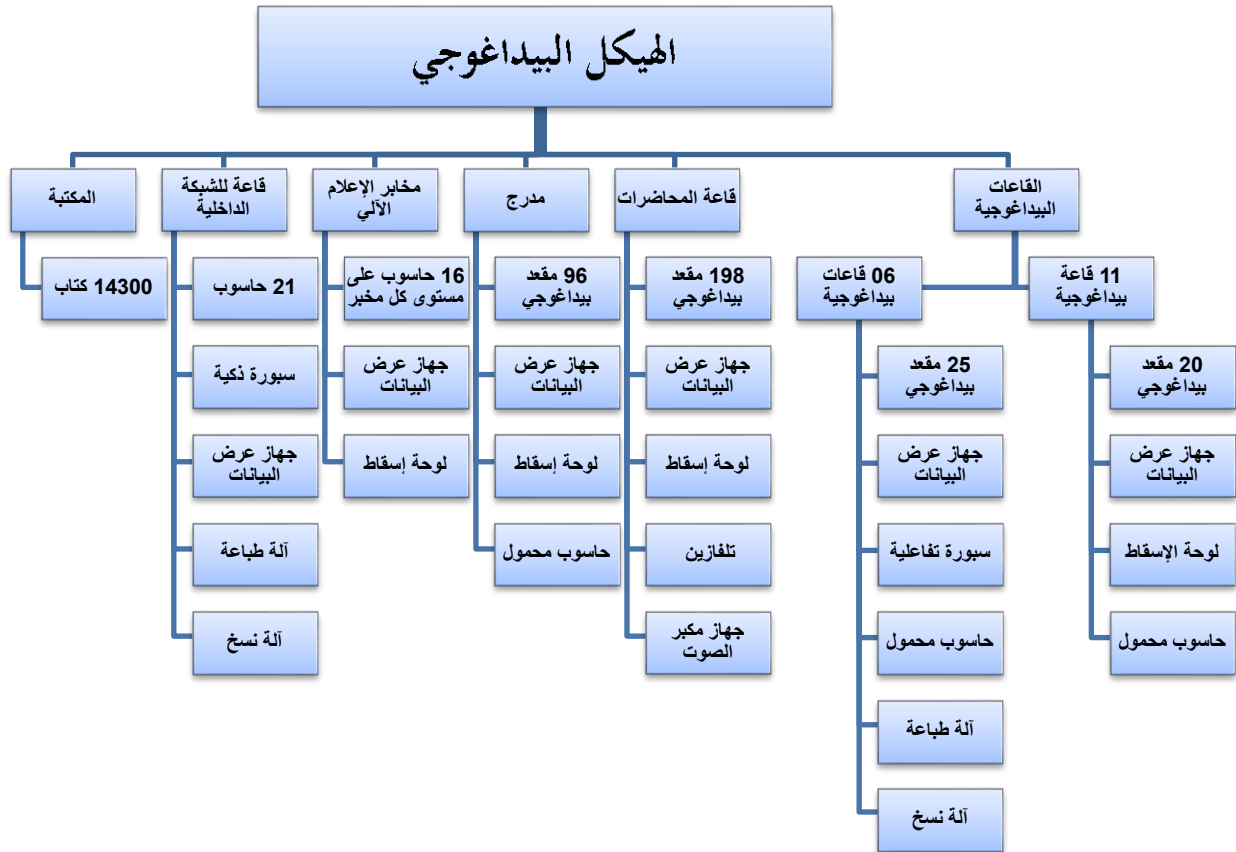 الهيكل البيداغوجي
القاعات
البيداغوجية
11 قاعة
بيداغوجية
20 مقعد
بيداغوجي
جهاز عرض
البيانات
لوحة الإسقاط
حاسوب محمول
06 قاعات
بيداغوجية
25 مقعد
بيداغوجي
جهاز عرض
البيانات
سبورة تفاعلية
حاسوب محمول
آلة طباعة
آلة نسخ
قاعة المحاضرات
198 مقعد
بيداغوجي
جهاز عرض
البيانات
لوحة إسقاط
تلفازين
جهاز مكبر
الصوت
مدرج
96 مقعد
بيداغوجي
جهاز عرض
البيانات
لوحة إسقاط
حاسوب محمول
مخابر الإعلام
الآلي
16 حاسوب على
مستوى كل مخبر
جهاز عرض
البيانات
لوحة إسقاط
قاعة للشبكة
الداخلية
21 حاسوب
سبورة ذكية
جهاز عرض
البيانات
آلة طباعة
آلة نسخ
المكتبة
14300 كتاب